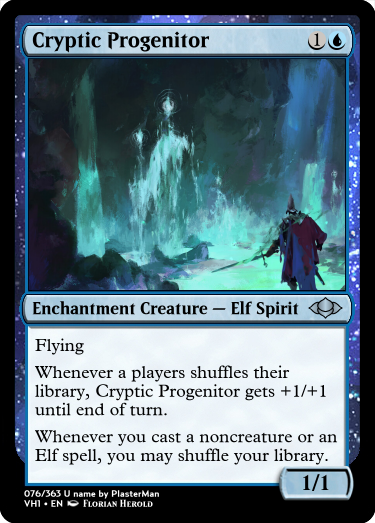 Cryptic Progenitor 1
Enchantment Creature — Elf Spirit
Flying
Whenever a players shuffles their
library, Cryptic Progenitor gets +1/+1
until end of turn.
Whenever you cast a noncreature or an
Elf spell, you may shuffle your library.
1/1
076/363 U name by PlasterMan
VH1 • EN Florian Herold